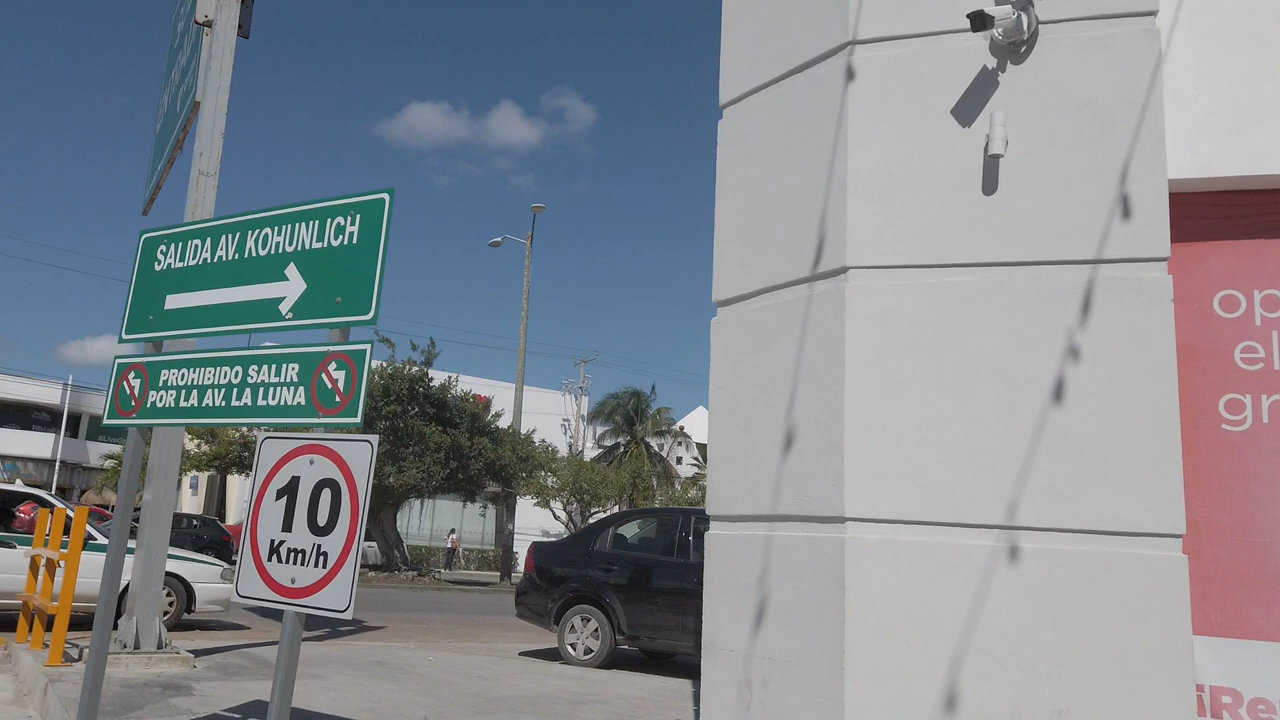 SALIDA AV. KOHUNLICH
PROHIBIDO SALIR
POR LA AV. LA LUNA
10
Km/h
op
el
gr
iRe